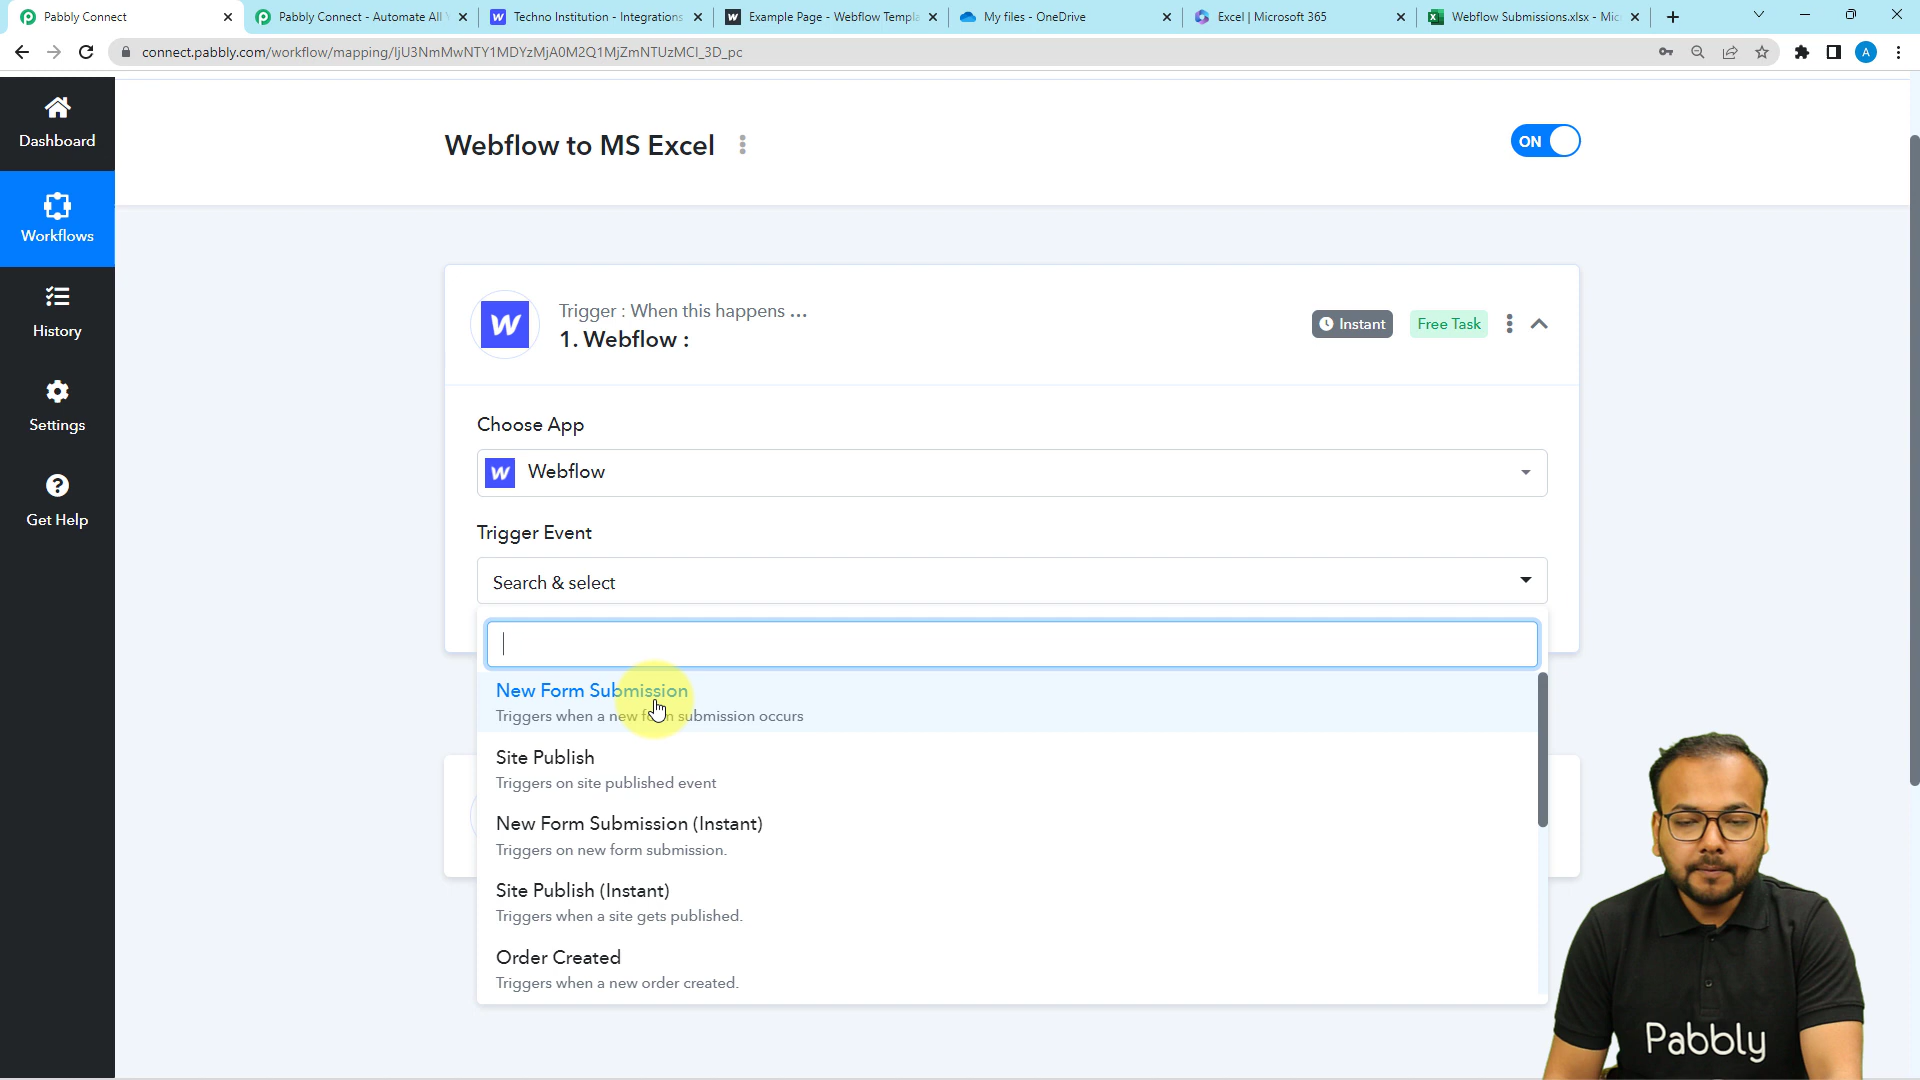 Pabbly Connect
Pabbly Connect - Automate All
Techno Institution - Integrations
Example Page - Webflow Templa
My files - OneDrive
Excel | Microsoft 365
Webflow Submissions.xlsx - Mic
connect.pabbly.com/workflow/mapping/IjU3NmMwNTY1MDYzMjA0M2Q1MjZmNTUzMCI_3D_pc
A
Dashboard
Workflows
History
Settings
Get Help
Webflow to MS Excel
ON
Trigger : When this happens ...
1. Webflow :
Instant
Free Task
Choose App
Webflow
Trigger Event
Search & select
New Form Submission
Triggers when a new form submission occurs
Site Publish
Triggers on site published event
New Form Submission (Instant)
Triggers on new form submission.
Site Publish (Instant)
Triggers when a site gets published.
Order Created
Triggers when a new order created.
Pabbly